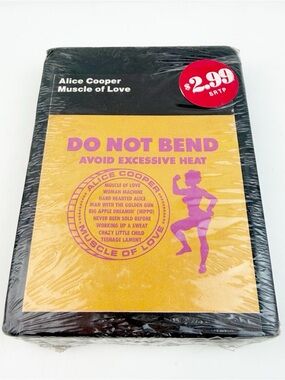 Alice Cooper
Muscle of Love
$2.99
SRTP
DO NOT BEND
AVOID EXCESSIVE HEAT
ALICE COOPER
MUSCLE OF LOVE
WOMAN MACHINE
HARD HEARTED ALICE
MAN WITH THE GOLDEN GUN
BIG APPLE DREAMIN' (HIPPO)
NEVER BEEN SOLD BEFORE
WORKING UP A SWEAT
CRAZY LITTLE CHILD
TEENAGE LAMENT
MUSCLE OF LOVE